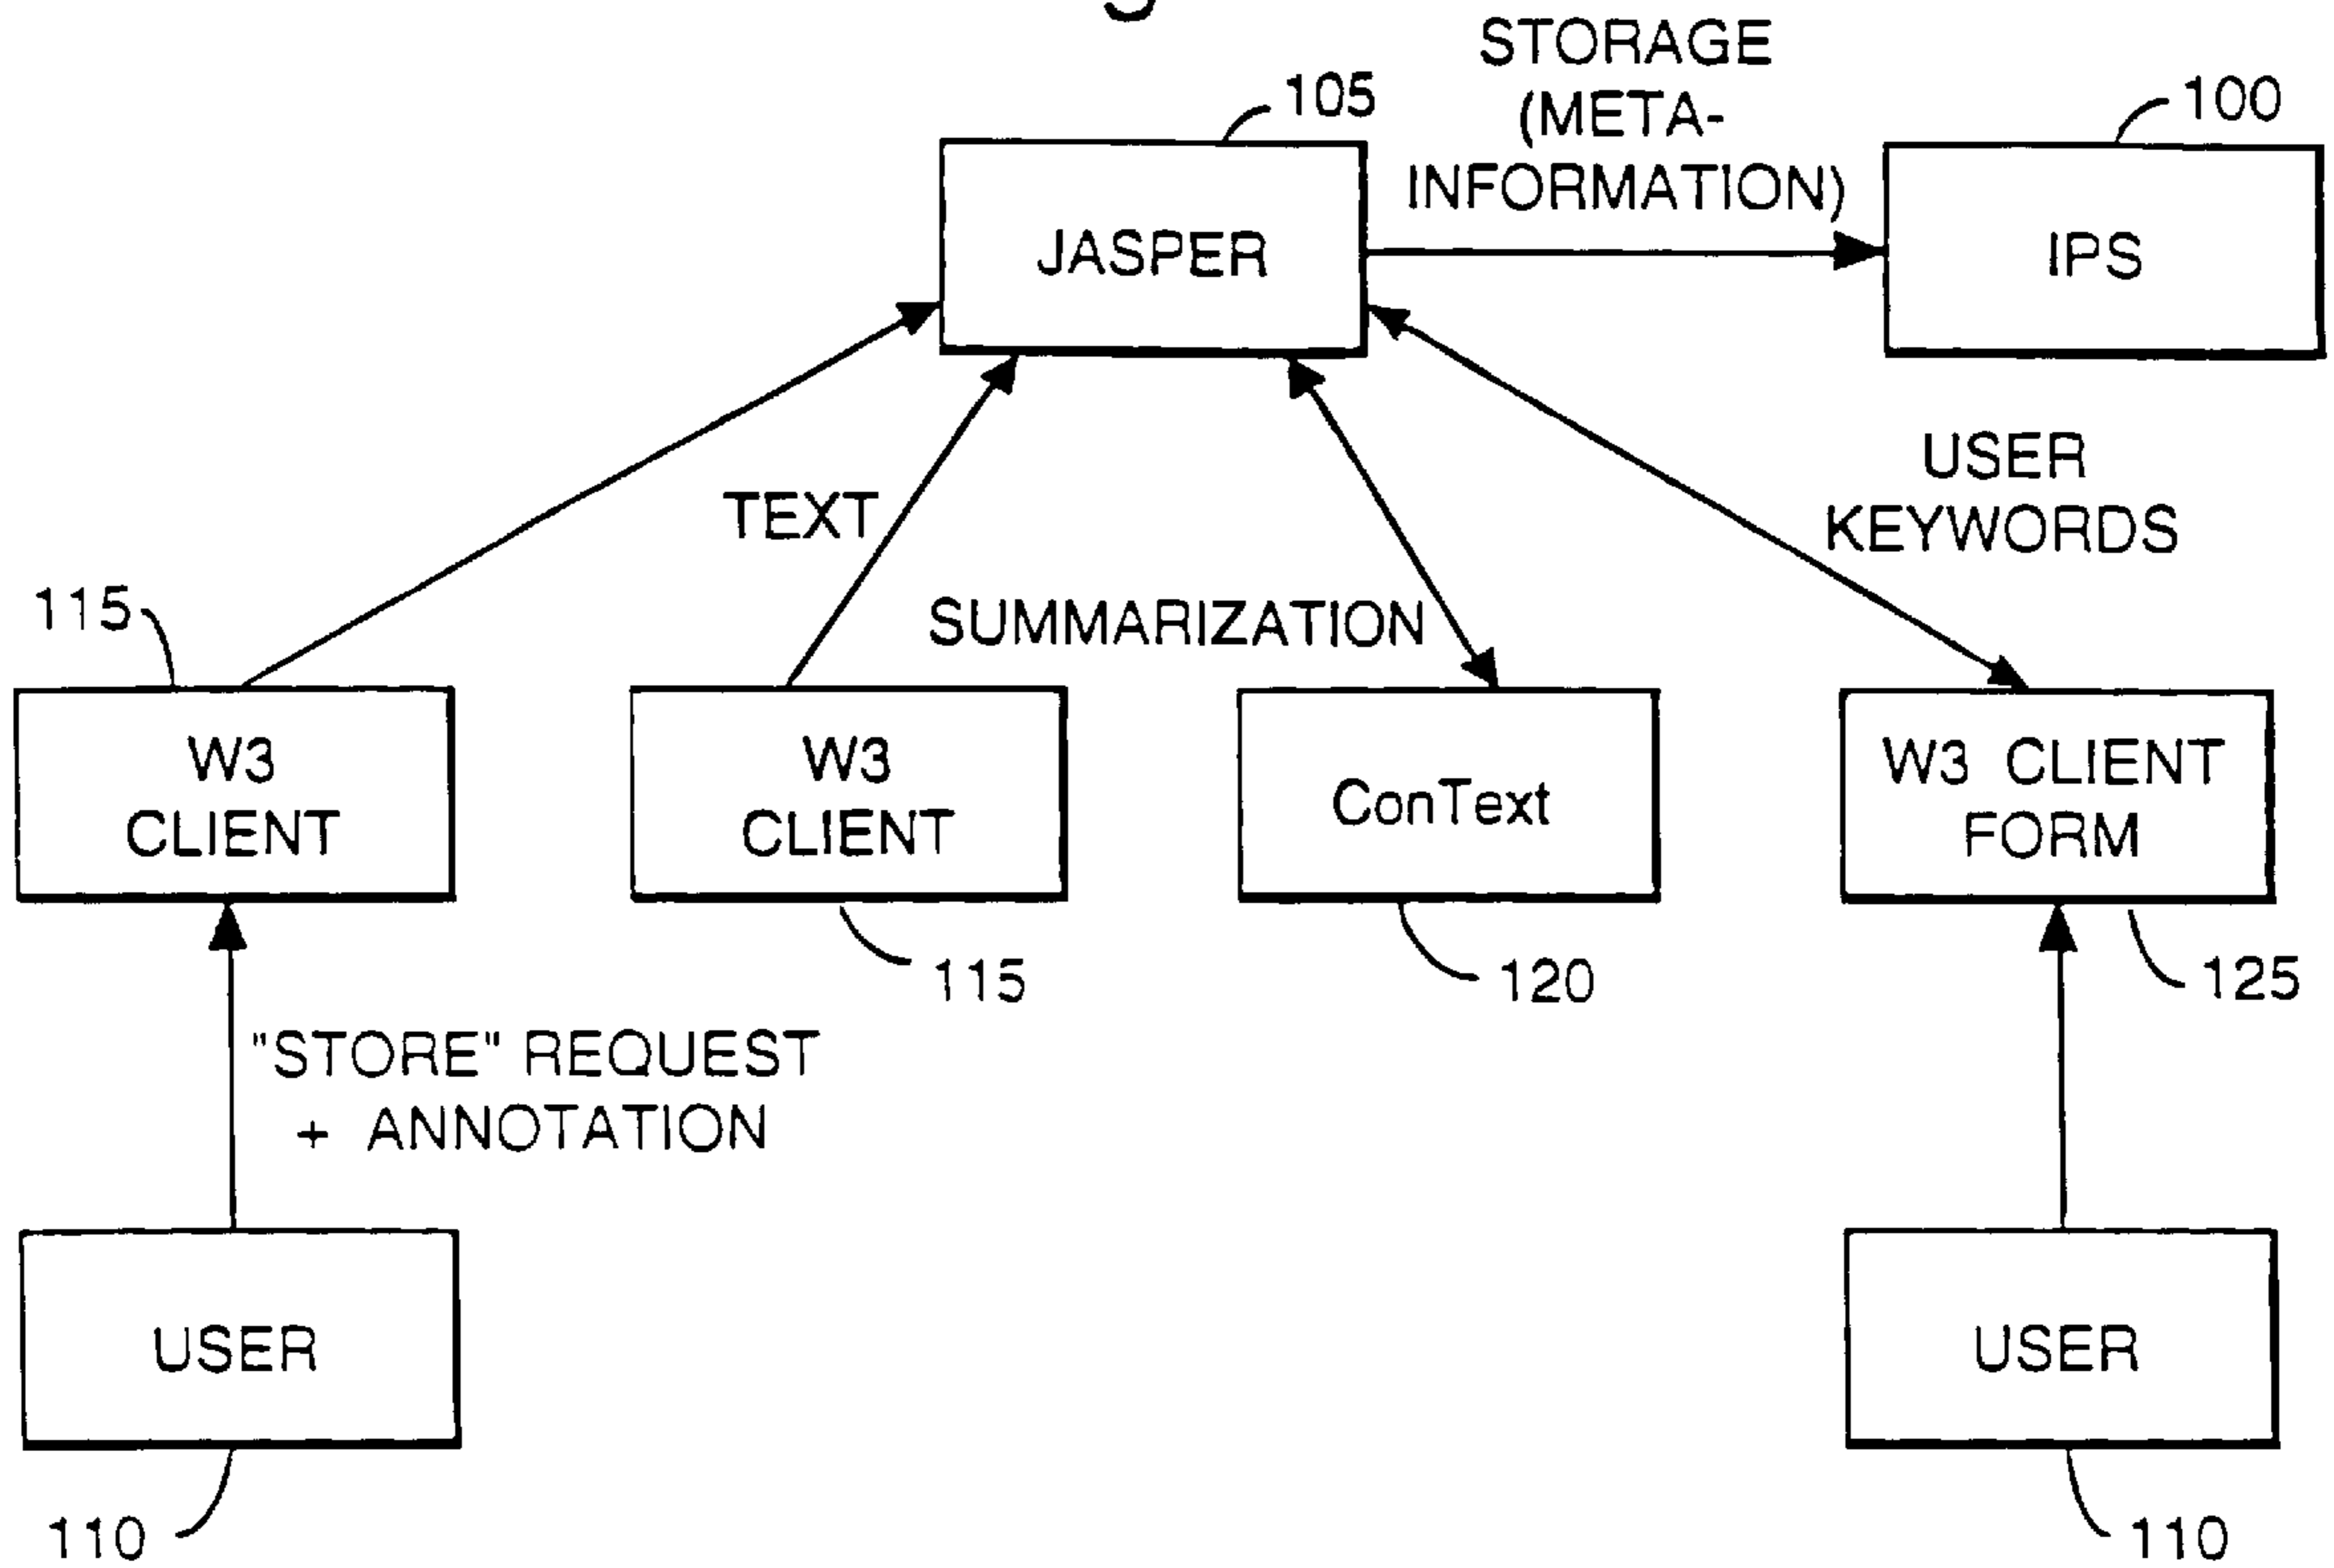 STORAGE
(META-
INFORMATION)
105
100
JASPER
IPS
TEXT
USER
KEYWORDS
SUMMARIZATION
115
W3
CLIENT
W3
CLIENT
ConText
W3 CLIENT
FORM
115
120
125
"STORE" REQUEST
+ ANNOTATION
USER
USER
110
110